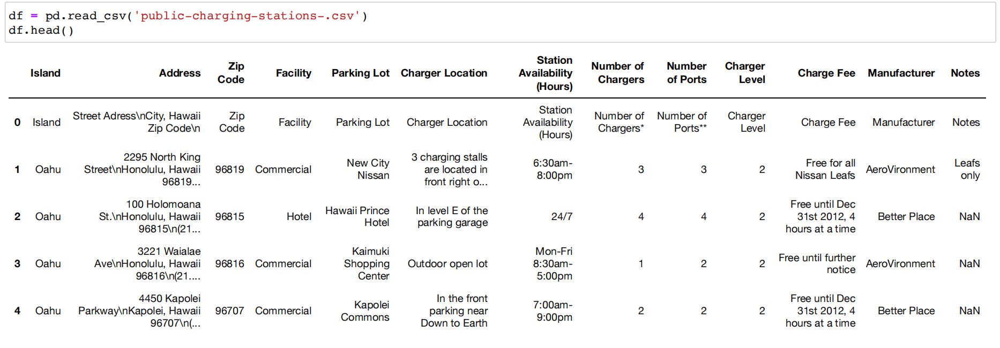 df = pd.read_csv('public-charging-stations-.csv')
df.head()
Island Address Zip Code Facility Parking Lot Charger Location Station Availability (Hours) Number of Chargers Number of Ports Charger Level Charge Fee Manufacturer Notes
0 Island Street Adress\nCity, Hawaii Zip Code\n Zip Code Facility Parking Lot Charger Location Station Availability (Hours) Number of Chargers* Number of Ports** Charger Level Charge Fee Manufacturer Notes
1 Oahu 2295 North King Street\nHonolulu, Hawaii 96819... 96819 Commercial New City Nissan 3 charging stalls are located in front right o... 6:30am-8:00pm 3 3 2 Free for all Nissan Leafs AeroVironment Leafs only
2 Oahu 100 Holomoana St.\nHonolulu, Hawaii 96815\n(21... 96815 Hotel Hawaii Prince Hotel In level E of the parking garage 24/7 4 4 2 Free until Dec 31st 2012, 4 hours at a time Better Place NaN
3 Oahu 3221 Waialae Ave\nHonolulu, Hawaii 96816\n(21.... 96816 Commercial Kaimuki Shopping Center Outdoor open lot Mon-Fri 8:30am-5:00pm 1 2 2 Free until further notice AeroVironment NaN
4 Oahu 4450 Kapolei Parkway\nKapolei, Hawaii 96707\n(... 96707 Commercial Kapolei Commons In the front parking near Down to Earth 7:00am-9:00pm 2 2 2 Free until Dec 31st 2012, 4 hours at a time Better Place NaN